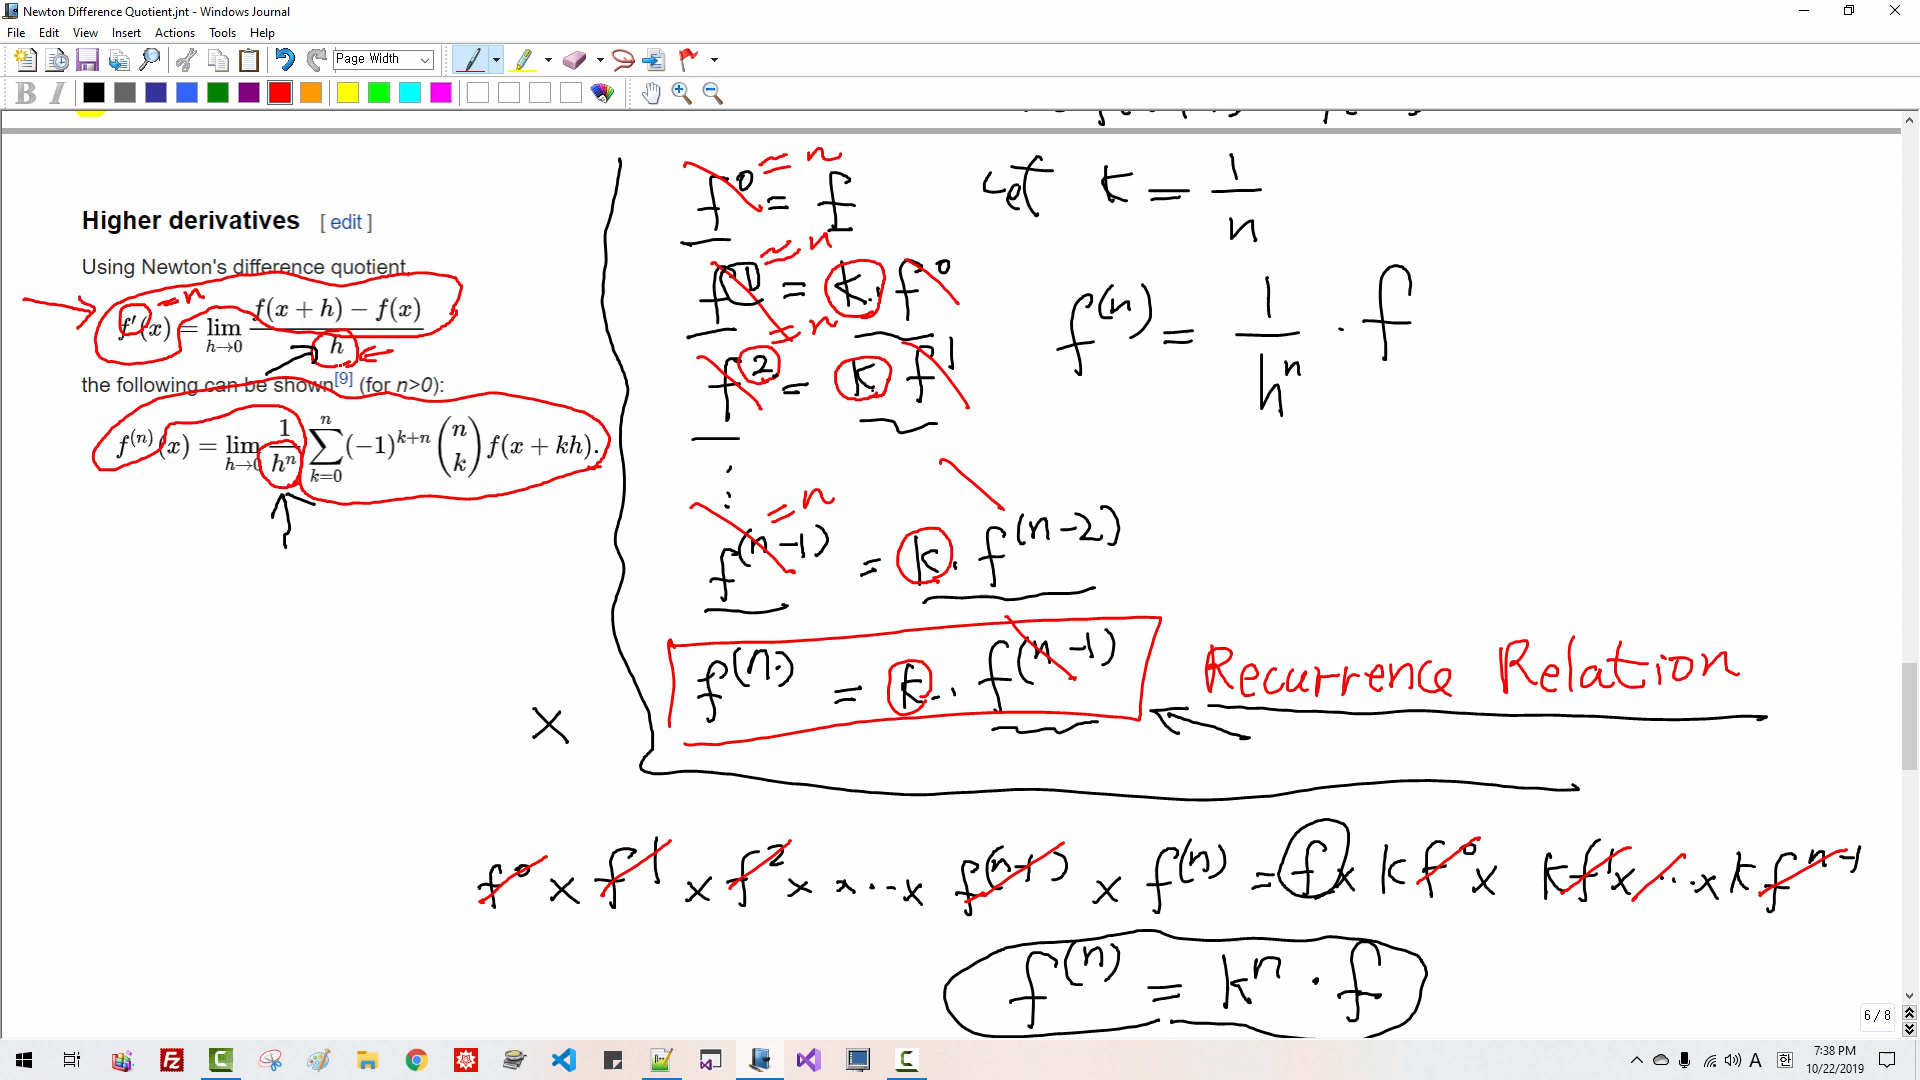 Newton Difference Quotient.jnt - Windows Journal
File Edit View Insert Actions Tools Help
Page Width
B I
Higher derivatives [ edit ]
Using Newton's difference quotient,
f'(x) = lim h→0 f(x + h) − f(x) / h
= n
the following can be shown[9] (for n>0):
f^(n)(x) = lim h→0 1/h^n ∑ k=0 n (−1)^(k+n) (n k) f(x + kh).
f^0 = f
= n
f^1 = k · f^0
= n
f^2 = k f^1
= n
⋮
f^(n-1) = k · f^(n-2)
= n
f^(n) = k · f^(n-1)
Let k = 1/n
f^(n) = 1/h^n · f
Recurrence Relation
X
f^0 × f^1 × f^2 × × ... × f^(n-1) × f^(n) = f × k f^0 × k f^1 × ... × k f^n-1
f^(n) = k^n · f
6 / 8
A 한 7:38 PM
10/22/2019